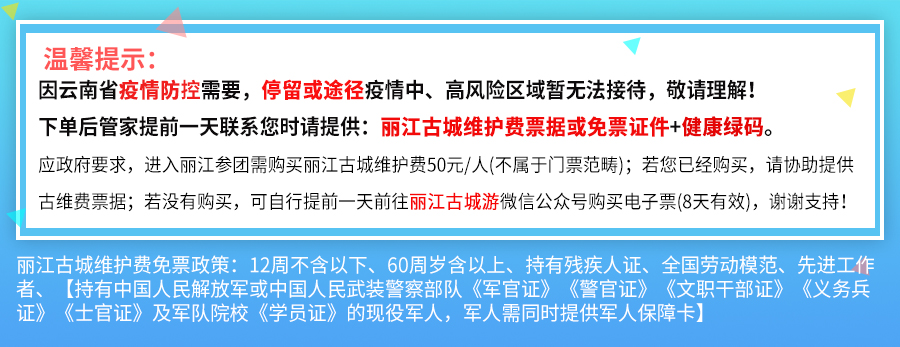 温馨提示：
因云南省疫情防控需要，停留或途径疫情中、高风险区域暂无法接待，敬请理解！
下单后管家提前一天联系您时请提供：丽江古城维护费票据或免票证件+健康绿码。
应政府要求，进入丽江参团需购买丽江古城维护费50元/人(不属于门票范畴)；若您已经购买，请协助提供
古维费票据；若没有购买，可自行提前一天前往丽江古城游微信公众号购买电子票(8天有效)，谢谢支持！
丽江古城维护费免票政策：12周不含以下、60周岁含以上、持有残疾人证、全国劳动模范、先进工作
者、【持有中国人民解放军或中国人民武装警察部队《军官证》《警官证》《文职干部证》《义务兵
证》《士官证》及军队院校《学员证》的现役军人，军人需同时提供军人保障卡】